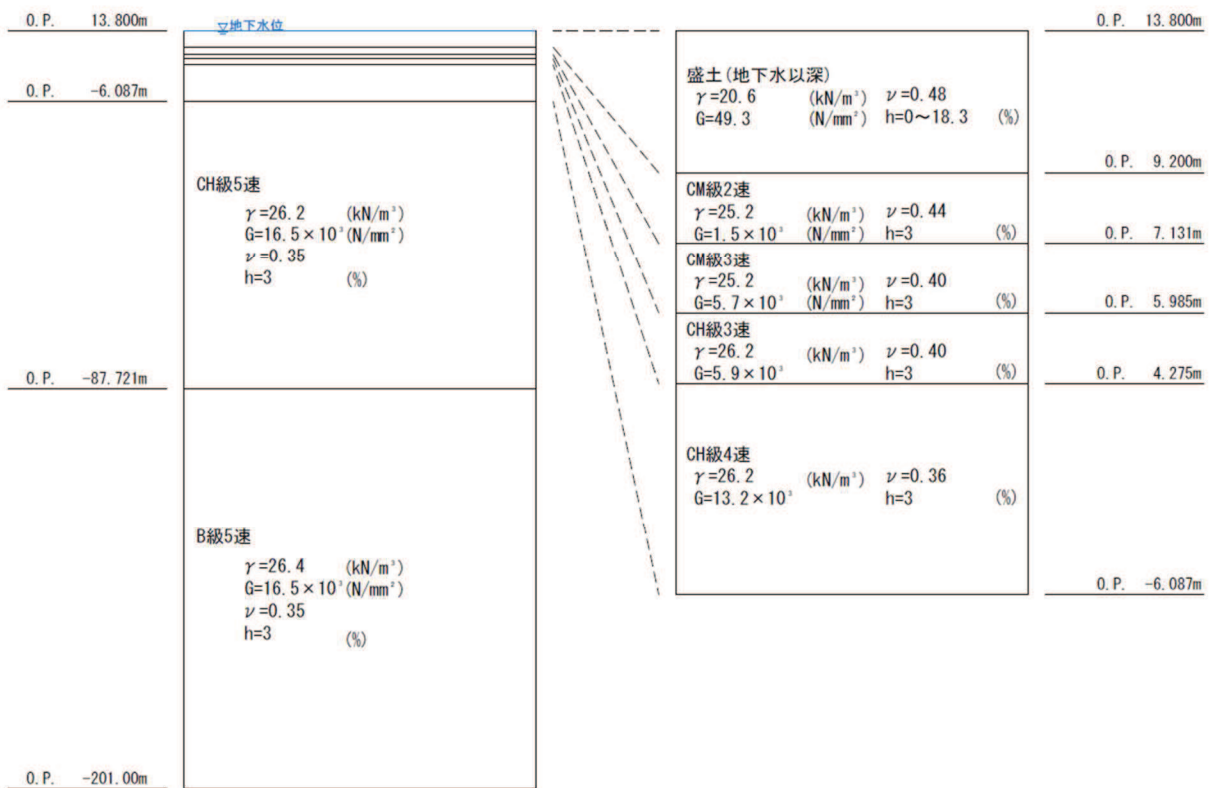 O.P. 13.800m
▽地下水位
O.P. -6.087m
CH級5速
γ=26.2 (kN/m³)
G=16.5×10³(N/mm²)
ν=0.35
h=3 (%)
O.P. -87.721m
B級5速
γ=26.4 (kN/m³)
G=16.5×10³(N/mm²)
ν=0.35
h=3 (%)
O.P. -201.00m
O.P. 13.800m
盛土(地下水以深)
γ=20.6 (kN/m³) ν=0.48
G=49.3 (N/mm²) h=0~18.3 (%)
O.P. 9.200m
CM級2速
γ=25.2 (kN/m³) ν=0.44
G=1.5×10³ (N/mm²) h=3 (%)
O.P. 7.131m
CM級3速
γ=25.2 (kN/m³) ν=0.40
G=5.7×10³ (N/mm²) h=3 (%)
O.P. 5.985m
CH級3速
γ=26.2 (kN/m³) ν=0.40
G=5.9×10³ h=3 (%)
O.P. 4.275m
CH級4速
γ=26.2 (kN/m³) ν=0.36
G=13.2×10³ h=3 (%)
O.P. -6.087m